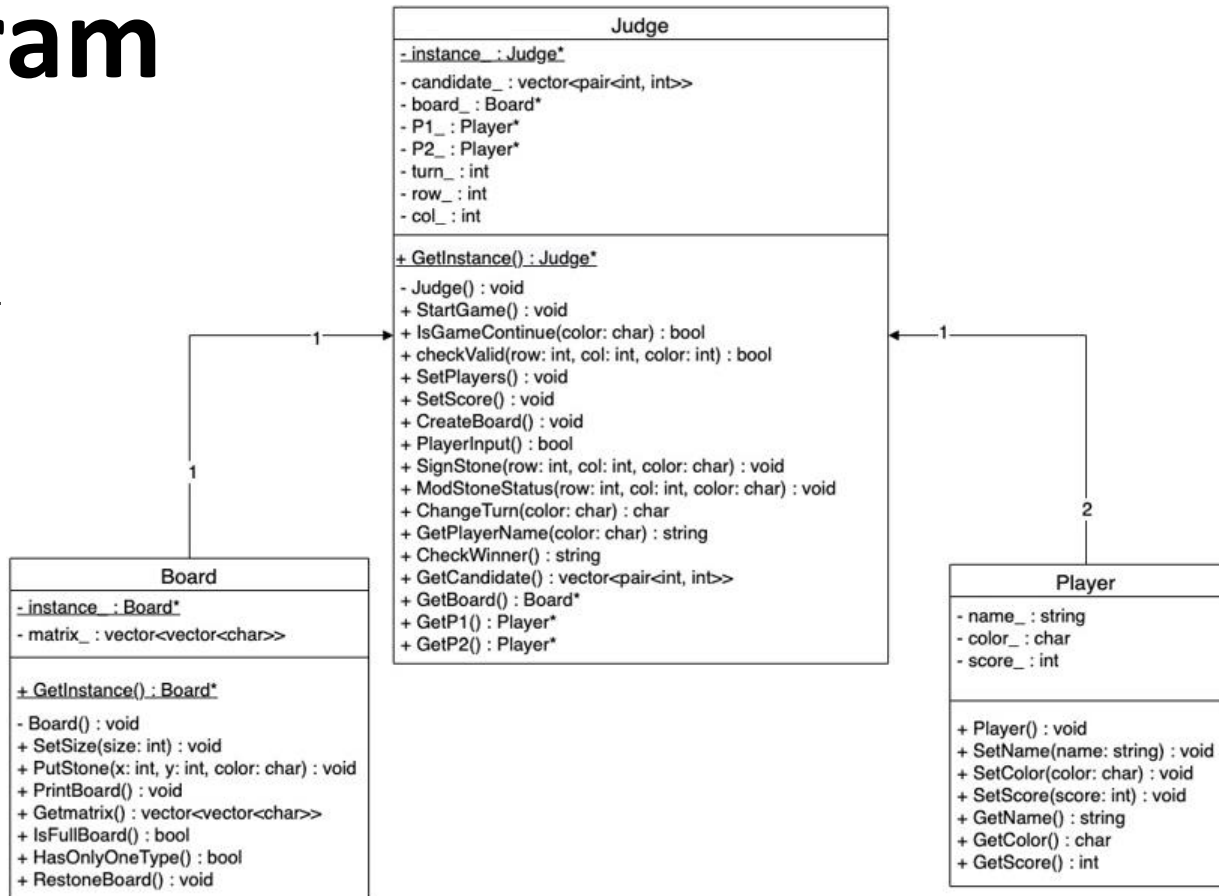 ram
Judge
- instance_ : Judge*
- candidate_ : vector<pair<int, int>>
- board_ : Board*
- P1_ : Player*
- P2_ : Player*
- turn_ : int
- row_ : int
- col_ : int
+ GetInstance() : Judge*
- Judge() : void
+ StartGame() : void
+ IsGameContinue(color: char) : bool
+ checkValid(row: int, col: int, color: int) : bool
+ SetPlayers() : void
+ SetScore() : void
+ CreateBoard() : void
+ PlayerInput() : bool
+ SignStone(row: int, col: int, color: char) : void
+ ModStoneStatus(row: int, col: int, color: char) : void
+ ChangeTurn(color: char) : char
+ GetPlayerName(color: char) : string
+ CheckWinner() : string
+ GetCandidate() : vector<pair<int, int>>
+ GetBoard() : Board*
+ GetP1() : Player*
+ GetP2() : Player*
1
1
1
2
Board
- instance_ : Board*
- matrix_ : vector<vector<char>>
+ GetInstance() : Board*
- Board() : void
+ SetSize(size: int) : void
+ PutStone(x: int, y: int, color: char) : void
+ PrintBoard() : void
+ Getmatrix() : vector<vector<char>>
+ IsFullBoard() : bool
+ HasOnlyOneType() : bool
+ RestoneBoard() : void
Player
- name_ : string
- color_ : char
- score_ : int
+ Player() : void
+ SetName(name: string) : void
+ SetColor(color: char) : void
+ SetScore(score: int) : void
+ GetName() : string
+ GetColor() : char
+ GetScore() : int